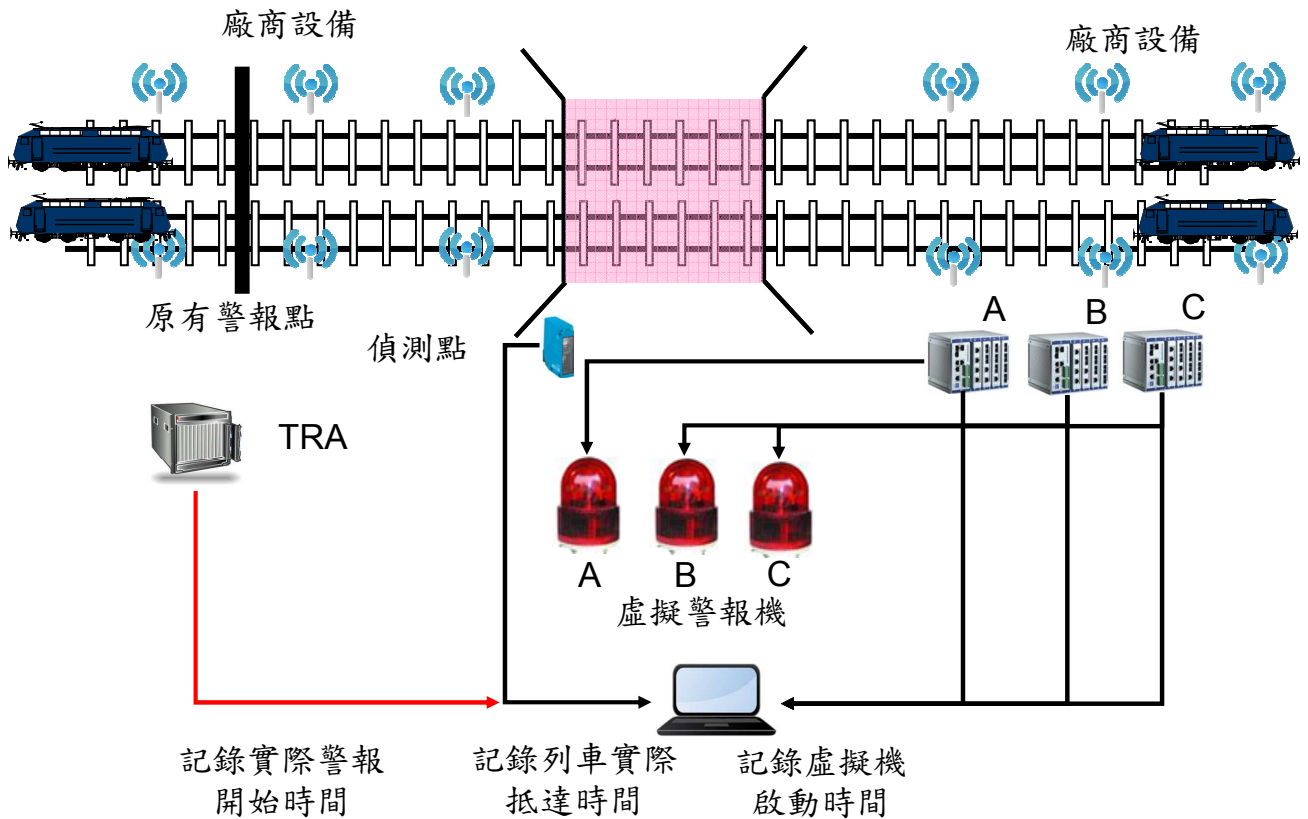 廠商設備
廠商設備
原有警報點
偵測點
A
B
C
TRA
A
B
C
虛擬警報機
記錄實際警報
開始時間
記錄列車實際
抵達時間
記錄虛擬機
啟動時間